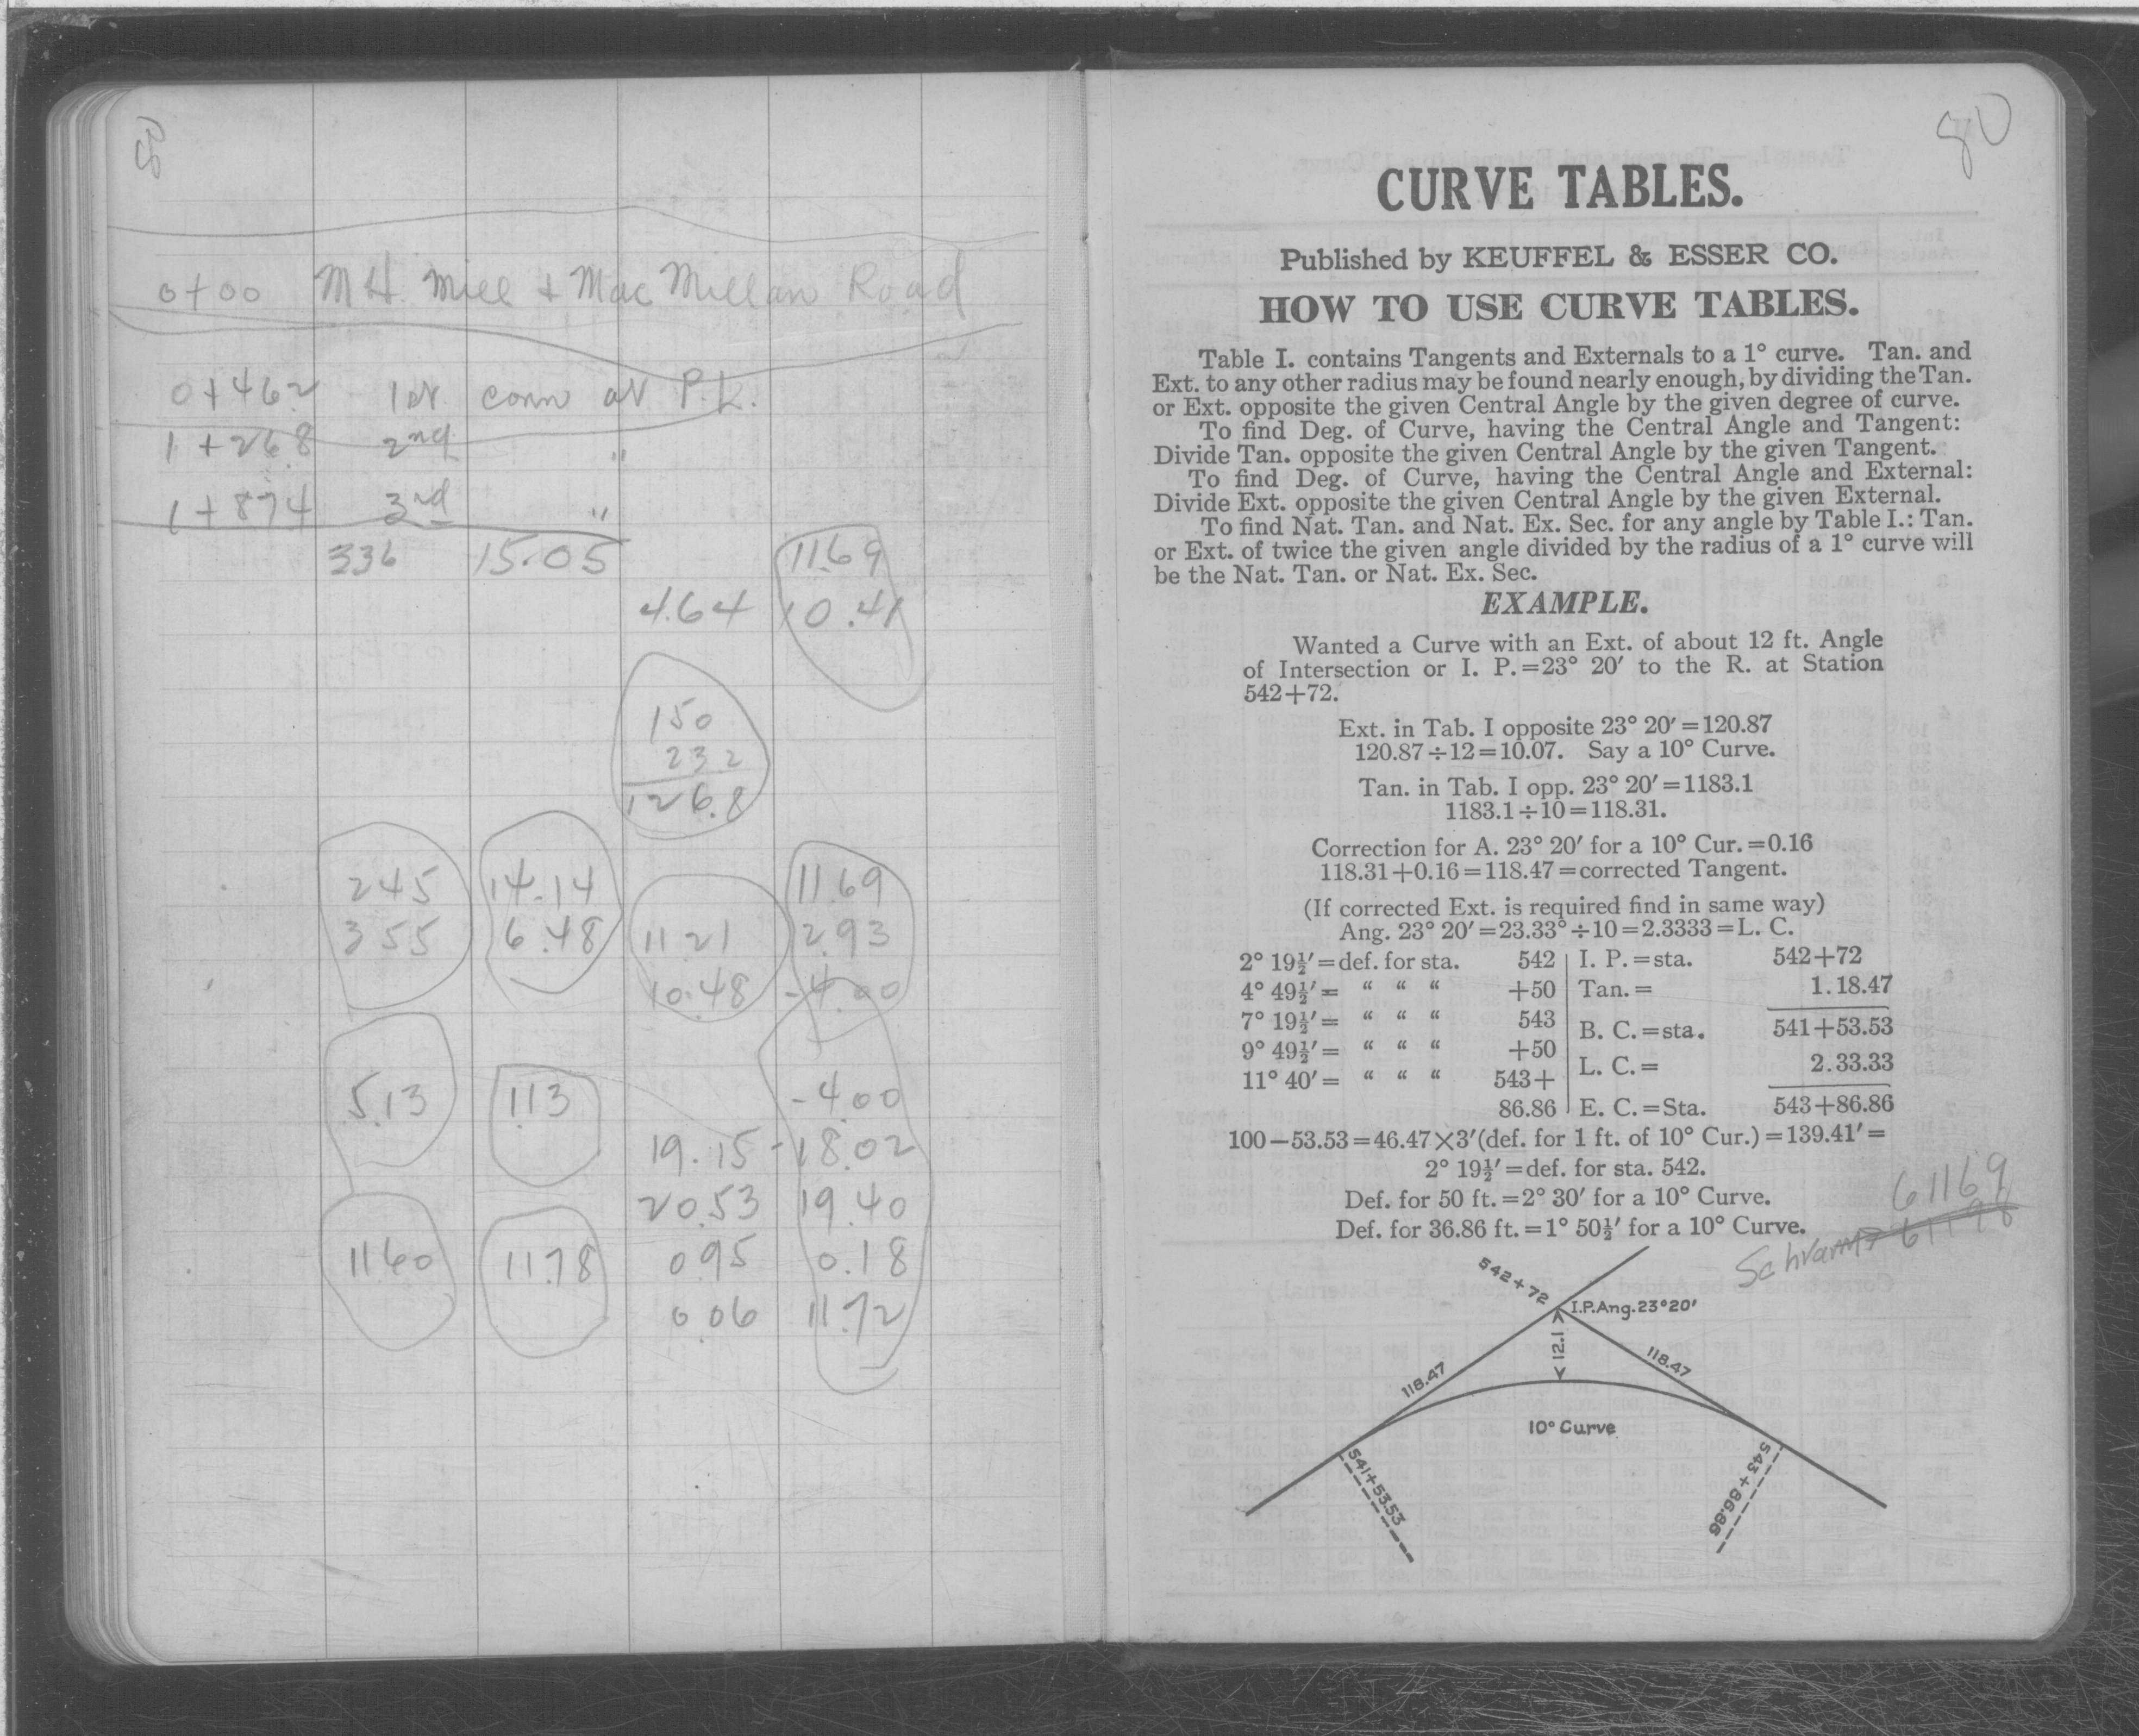 0+00 MH. Mill + Mac Millan Road
0+462 1st conn at P.L.
1+268 2nd "
1+874 3rd "
336 15.05 11.69
4.64 10.41
150
232
126.8
245 14.14 11.69
355 6.48 11.21 2.93
10.48 -4.00
5.13 1.13 -4.00
19.15 -18.02
20.53 19.40
11.60 11.78 0.95 0.18
0.06 11.72
80
CURVE TABLES.
Published by KEUFFEL & ESSER CO.
HOW TO USE CURVE TABLES.
Table I. contains Tangents and Externals to a 1° curve. Tan. and
Ext. to any other radius may be found nearly enough, by dividing the Tan.
or Ext. opposite the given Central Angle by the given degree of curve.
To find Deg. of Curve, having the Central Angle and Tangent:
Divide Tan. opposite the given Central Angle by the given Tangent.
To find Deg. of Curve, having the Central Angle and External:
Divide Ext. opposite the given Central Angle by the given External.
To find Nat. Tan. and Nat. Ex. Sec. for any angle by Table I.: Tan.
or Ext. of twice the given angle divided by the radius of a 1° curve will
be the Nat. Tan. or Nat. Ex. Sec.
EXAMPLE.
Wanted a Curve with an Ext. of about 12 ft. Angle
of Intersection or I. P.=23° 20′ to the R. at Station
542+72.
Ext. in Tab. I opposite 23° 20′=120.87
120.87÷12=10.07. Say a 10° Curve.
Tan. in Tab. I opp. 23° 20′=1183.1
1183.1÷10=118.31.
Correction for A. 23° 20′ for a 10° Cur.=0.16
118.31+0.16=118.47=corrected Tangent.
(If corrected Ext. is required find in same way)
Ang. 23° 20′=23.33°÷10=2.3333=L. C.
2° 19½′=def. for sta. 542 I. P.=sta. 542+72
4° 49½′= " " " +50 Tan.= 1.18.47
7° 19½′= " " " 543 B. C.=sta. 541+53.53
9° 49½′= " " " +50 L. C.= 2.33.33
11° 40′= " " " 543+
86.86 E. C.=Sta. 543+86.86
100−53.53=46.47×3′(def. for 1 ft. of 10° Cur.)=139.41′=
2° 19½′=def. for sta. 542.
Def. for 50 ft.=2° 30′ for a 10° Curve.
Def. for 36.86 ft.=1° 50½′ for a 10° Curve.
61169
61198
542+72
I.P.Ang.23°20′
12.1
118.47
118.47
10° Curve
541+53.53
543+86.86